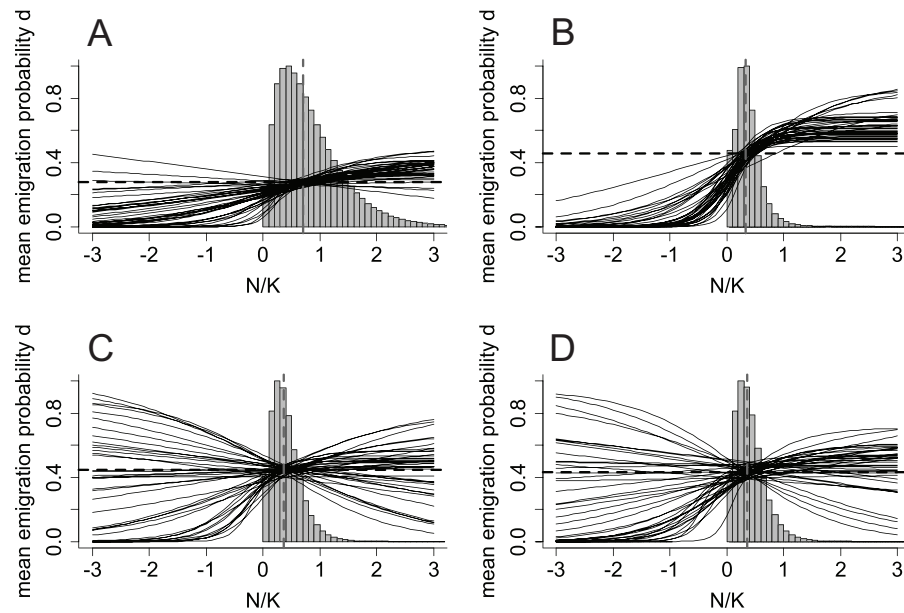 A
mean emigration probability d
0.0 0.4 0.8
-3 -2 -1 0 1 2 3
N/K
B
mean emigration probability d
0.0 0.4 0.8
-3 -2 -1 0 1 2 3
N/K
C
mean emigration probability d
0.0 0.4 0.8
-3 -2 -1 0 1 2 3
N/K
D
mean emigration probability d
0.0 0.4 0.8
-3 -2 -1 0 1 2 3
N/K